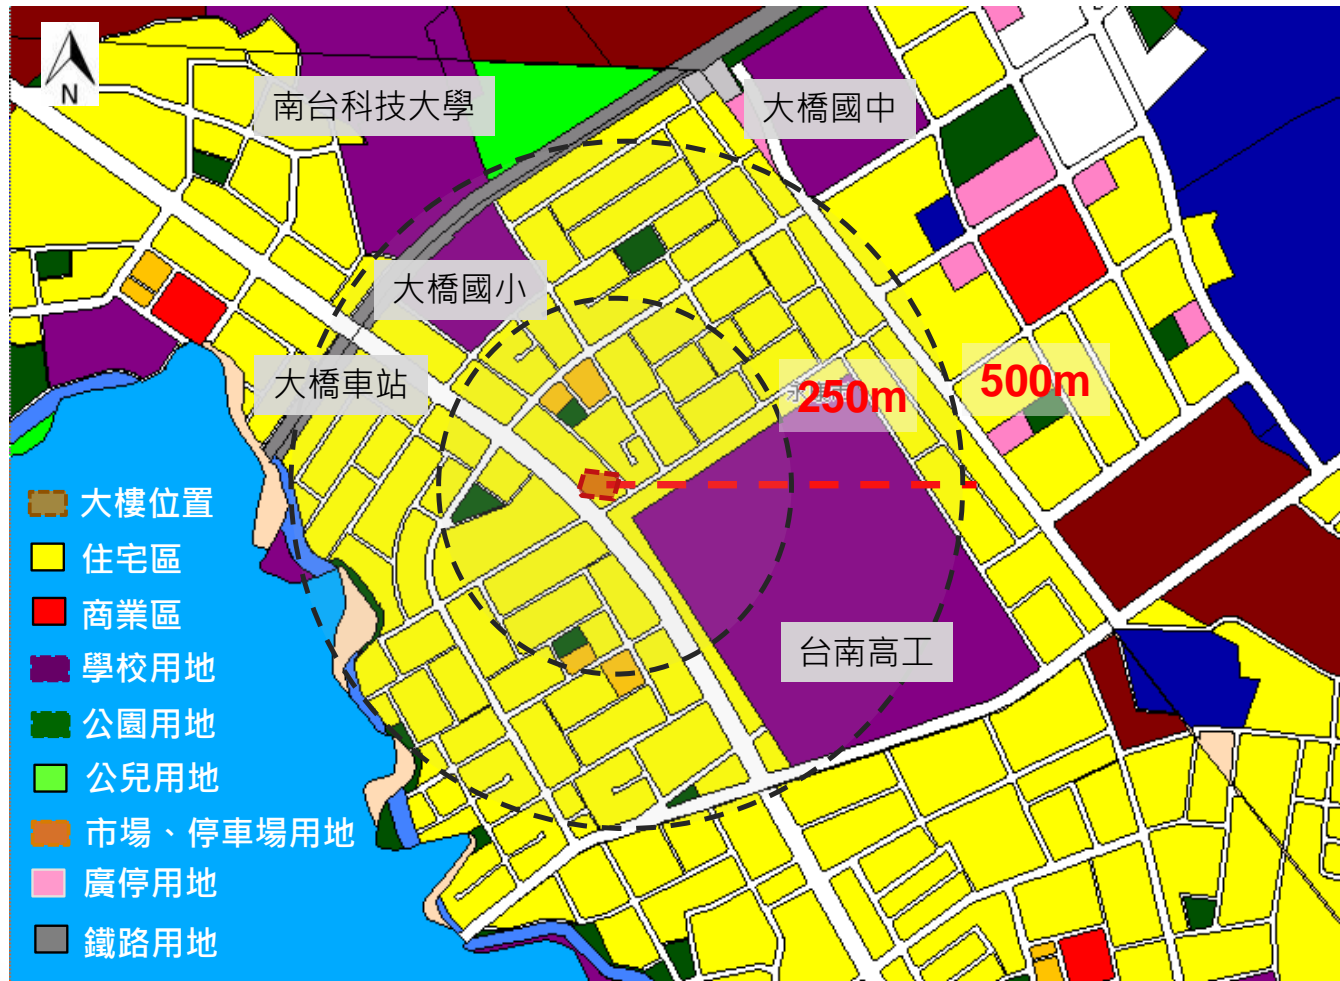 N
南台科技大學
大橋國中
大橋國小
大橋車站
250m
500m
台南高工
大樓位置
住宅區
商業區
學校用地
公園用地
公兒用地
市場、停車場用地
廣停用地
鐵路用地